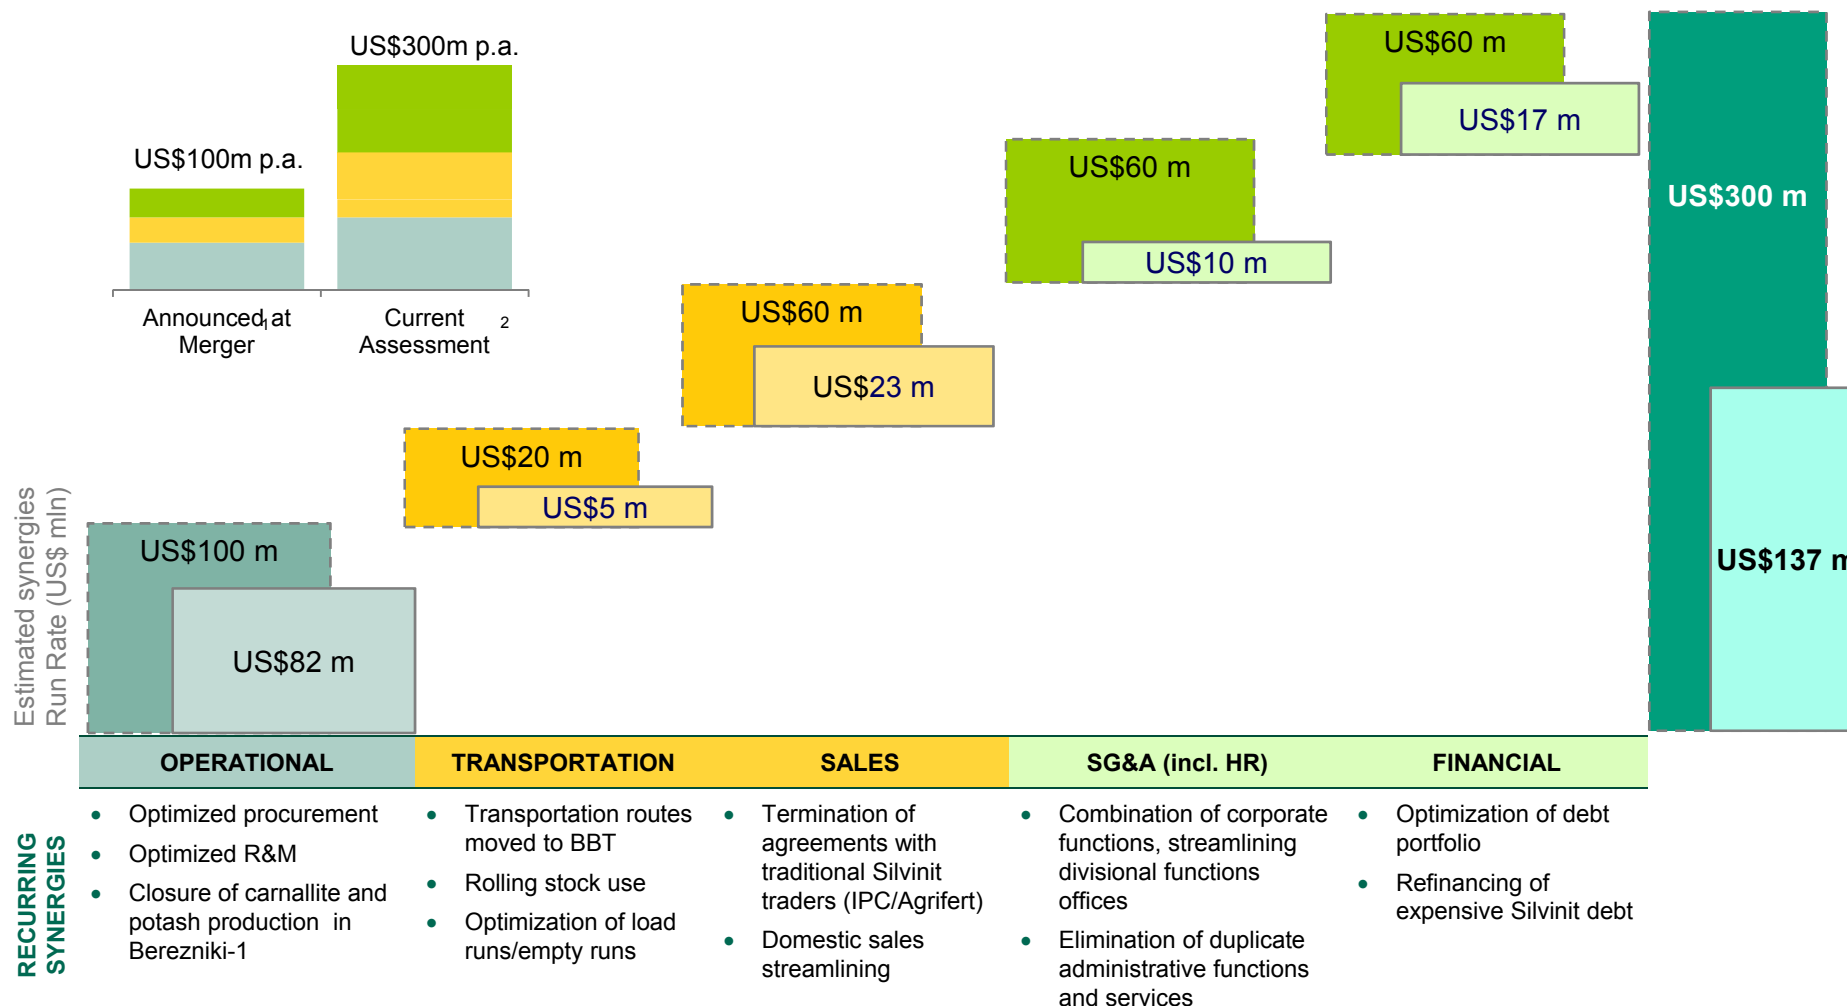 US$300m p.a.
US$100m p.a.
Announced1 at
Merger
Current 2
Assessment
US$60 m
US$17 m
US$60 m
US$10 m
US$300 m
US$60 m
US$23 m
US$20 m
US$5 m
US$100 m
US$82 m
US$137 m
Estimated synergies
Run Rate (US$ mln)
OPERATIONAL
TRANSPORTATION
SALES
SG&A (incl. HR)
FINANCIAL
RECURRING
SYNERGIES
• Optimized procurement
• Optimized R&M
• Closure of carnallite and
potash production in
Berezniki-1
• Transportation routes
moved to BBT
• Rolling stock use
• Optimization of load
runs/empty runs
• Termination of
agreements with
traditional Silvinit
traders (IPC/Agrifert)
• Domestic sales
streamlining
• Combination of corporate
functions, streamlining
divisional functions
offices
• Elimination of duplicate
administrative functions
and services
• Optimization of debt
portfolio
• Refinancing of
expensive Silvinit debt